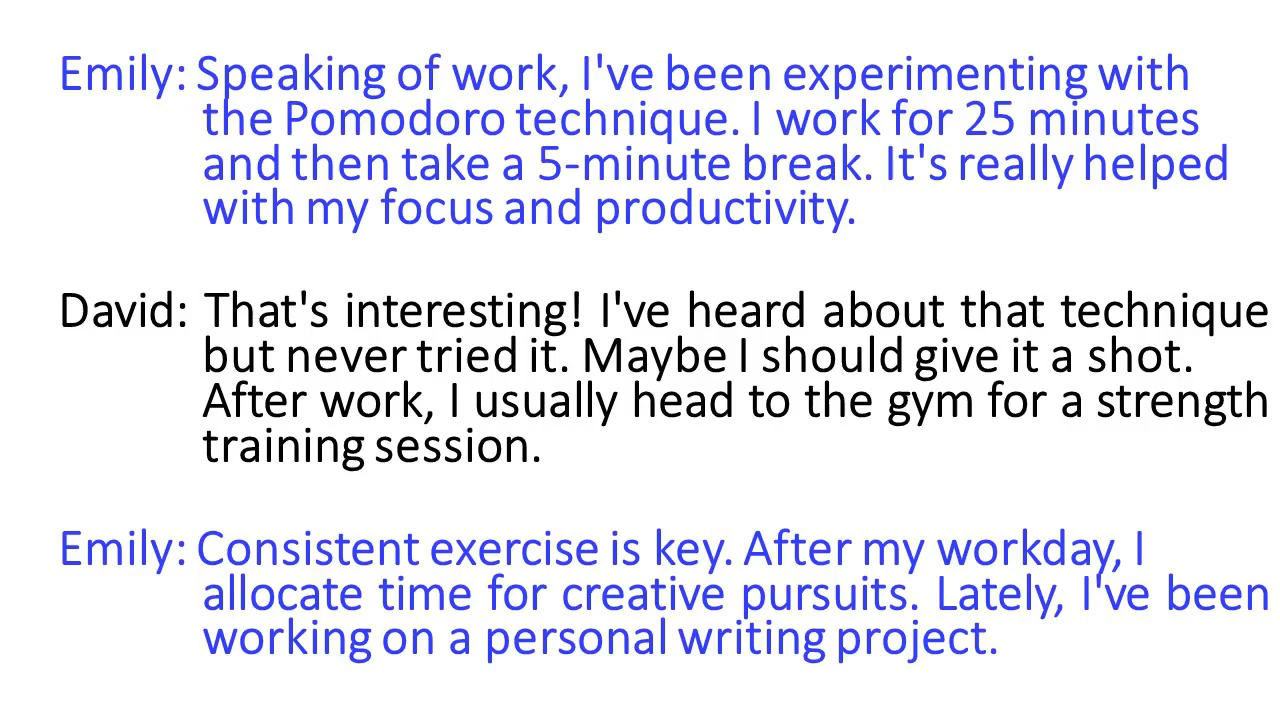 Emily: Speaking of work, I've been experimenting with
the Pomodoro technique. I work for 25 minutes
and then take a 5-minute break. It's really helped
with my focus and productivity.
David: That's interesting! I've heard about that technique
but never tried it. Maybe I should give it a shot.
After work, I usually head to the gym for a strength
training session.
Emily: Consistent exercise is key. After my workday, I
allocate time for creative pursuits. Lately, I've been
working on a personal writing project.